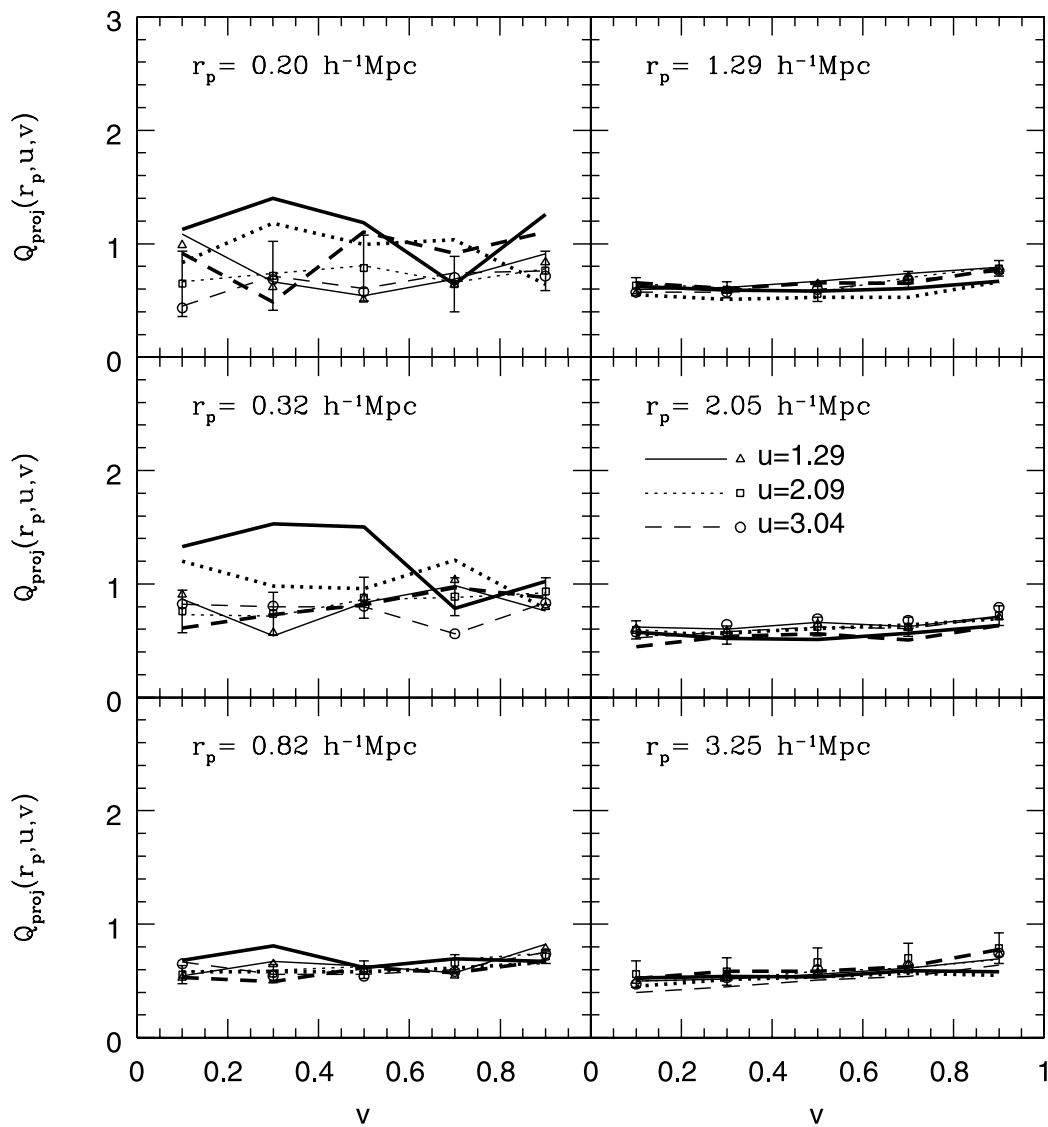 3
2
1
0
Q_proj(r_p,u,v)
r_p= 0.20 h⁻¹Mpc
r_p= 1.29 h⁻¹Mpc
2
1
0
Q_proj(r_p,u,v)
r_p= 0.32 h⁻¹Mpc
r_p= 2.05 h⁻¹Mpc
u=1.29
u=2.09
u=3.04
2
1
0
Q_proj(r_p,u,v)
r_p= 0.82 h⁻¹Mpc
r_p= 3.25 h⁻¹Mpc
0 0.2 0.4 0.6 0.8 0 0.2 0.4 0.6 0.8 1
v v